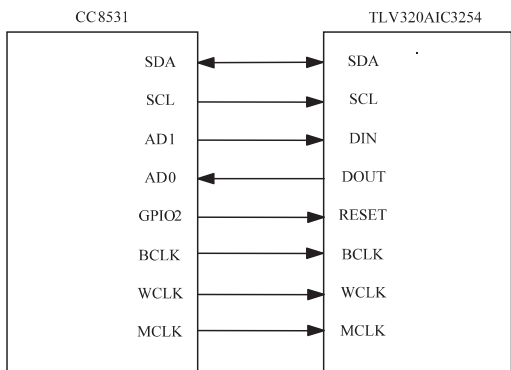 CC8531 TLV320AIC3254
SDA SDA
SCL SCL
AD1 DIN
AD0 DOUT
GPIO2 RESET
BCLK BCLK
WCLK WCLK
MCLK MCLK